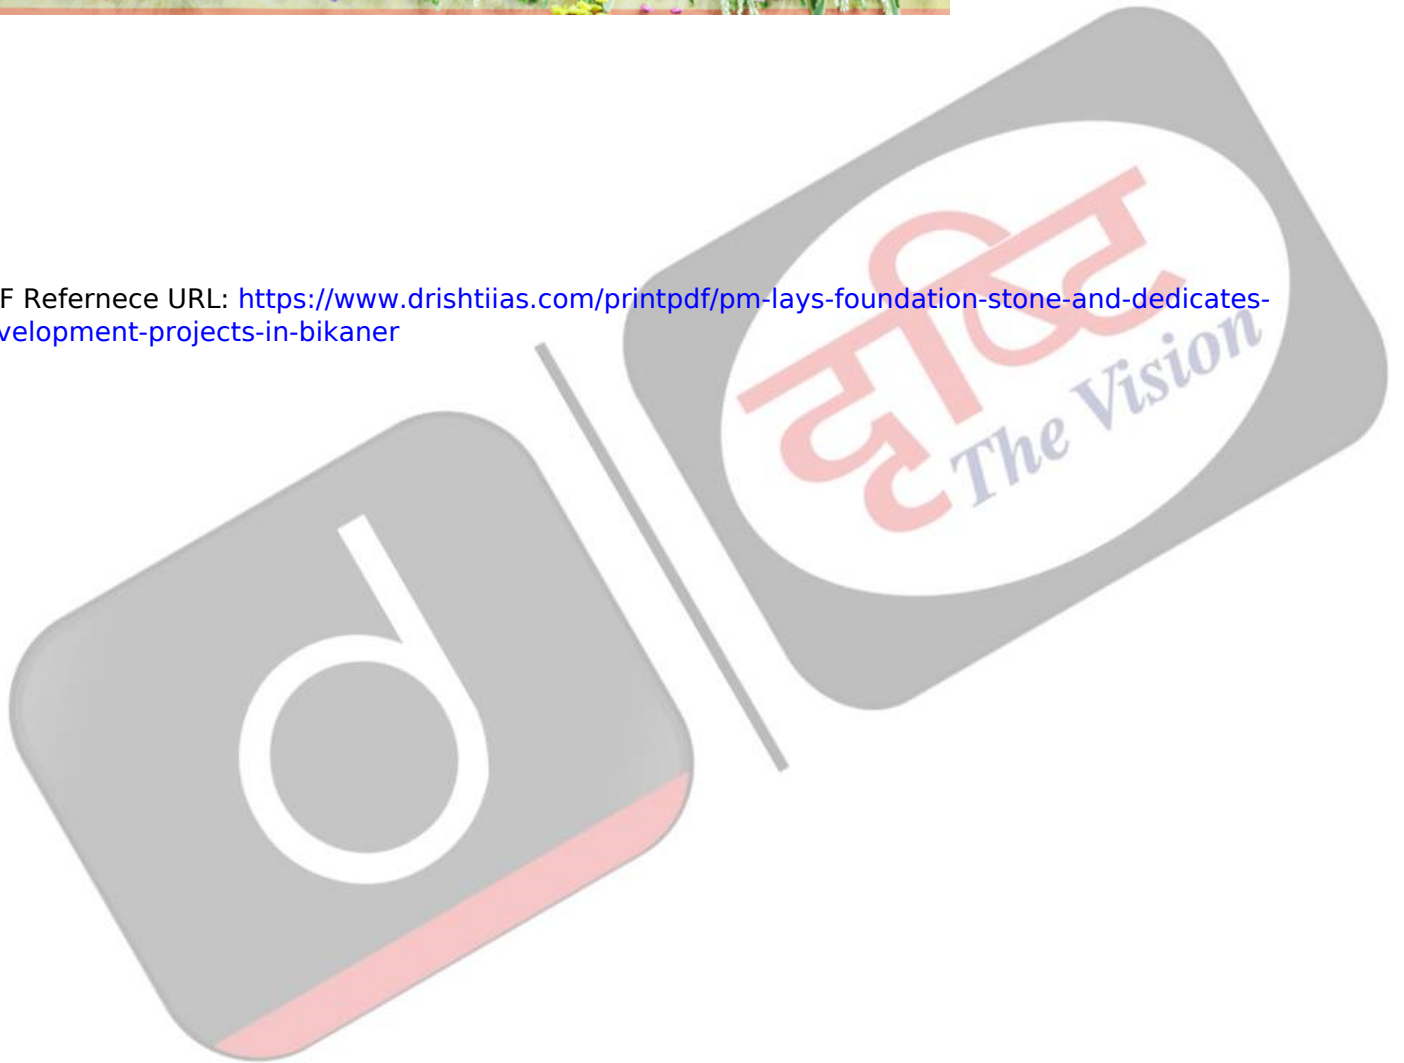 F Refernece URL: https://www.drishtiias.com/printpdf/pm-lays-foundation-stone-and-dedicates-
velopment-projects-in-bikaner
दृष्टि
The Vision
d